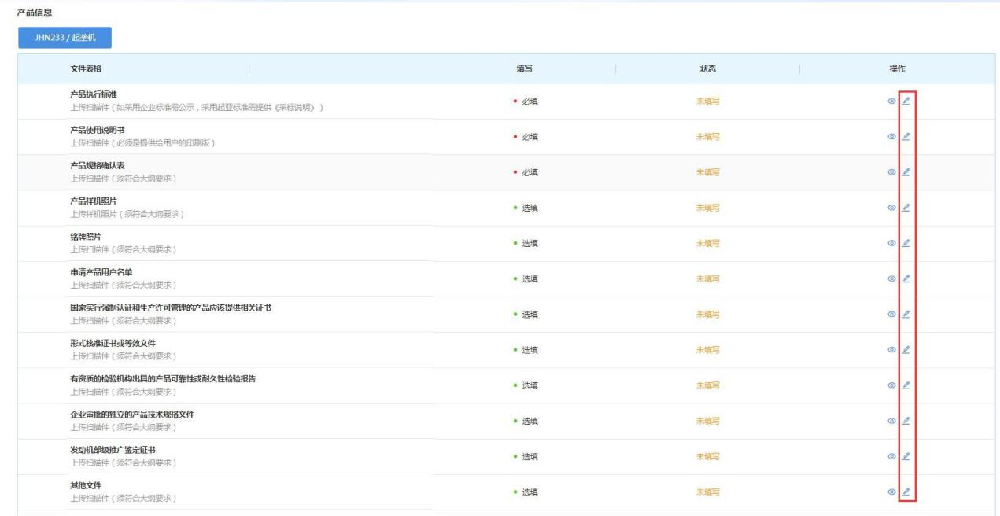 产品信息
JHN233 / 起垄机
文件表格 填写 状态 操作
产品执行标准
上传扫描件 ( 如采用企业标准需公示，采用起亚标准需提供《采标说明》 )
• 必填 未填写
产品使用说明书
上传扫描件 ( 必须是提供给用户的印刷版 )
• 必填 未填写
产品规格确认表
上传扫描件 ( 须符合大纲要求 )
• 必填 未填写
产品样机照片
上传样机照片 ( 须符合大纲要求 )
• 选填 未填写
铭牌照片
上传扫描件 ( 须符合大纲要求 )
• 选填 未填写
申请产品用户名单
上传扫描件 ( 须符合大纲要求 )
• 选填 未填写
国家实行强制认证和生产许可管理的产品应该提供相关证书
上传扫描件 ( 须符合大纲要求 )
• 选填 未填写
形式核准证书或等效文件
上传扫描件 ( 须符合大纲要求 )
• 选填 未填写
有资质的检验机构出具的产品可靠性或耐久性检验报告
上传扫描件 ( 须符合大纲要求 )
• 选填 未填写
企业审批的独立的产品技术规格文件
上传扫描件 ( 须符合大纲要求 )
• 选填 未填写
发动机部级推广鉴定证书
上传扫描件 ( 须符合大纲要求 )
• 选填 未填写
其他文件
上传扫描件 ( 须符合大纲要求 )
• 选填 未填写